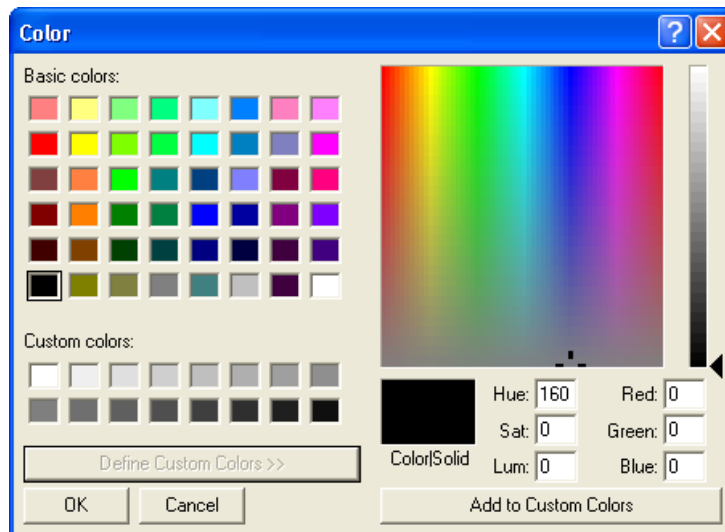 Color
Basic colors:
Custom colors:
Define Custom Colors >>
OK Cancel
Color|Solid
Hue: 160 Red: 0
Sat: 0 Green: 0
Lum: 0 Blue: 0
Add to Custom Colors